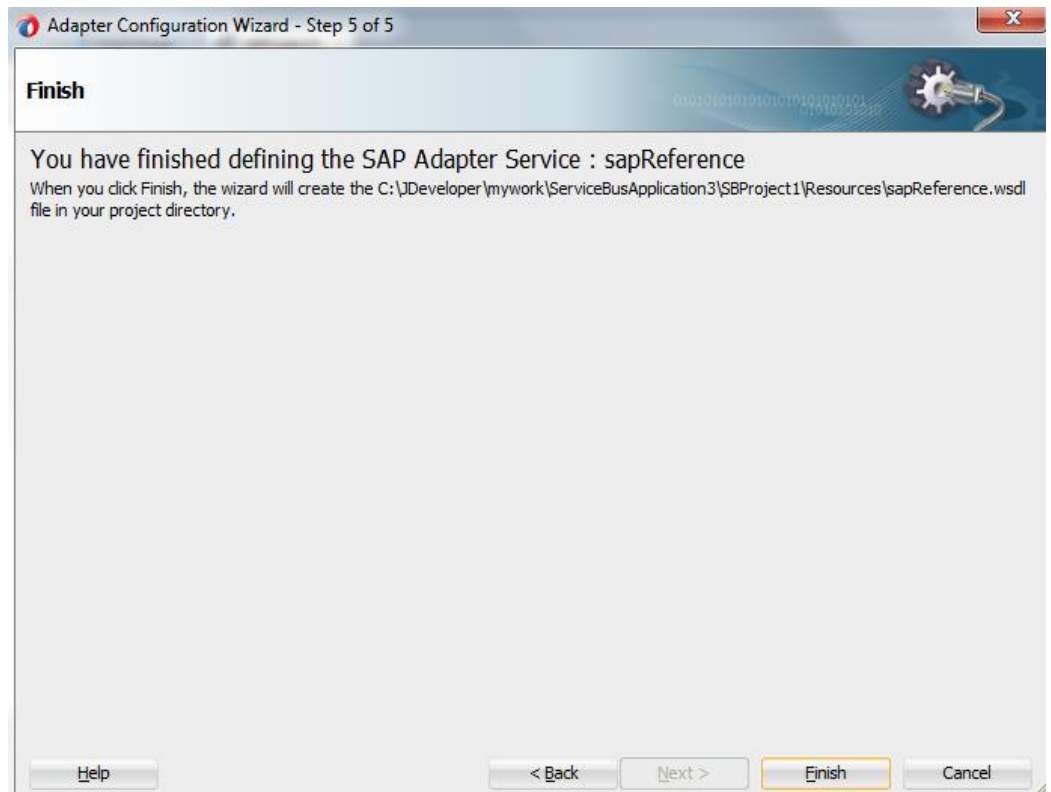 Adapter Configuration Wizard - Step 5 of 5
Finish
You have finished defining the SAP Adapter Service : sapReference
When you click Finish, the wizard will create the C:\JDeveloper\mywork\ServiceBusApplication3\SBProject1\Resources\sapReference.wsdl
file in your project directory.
Help
< Back
Next >
Finish
Cancel